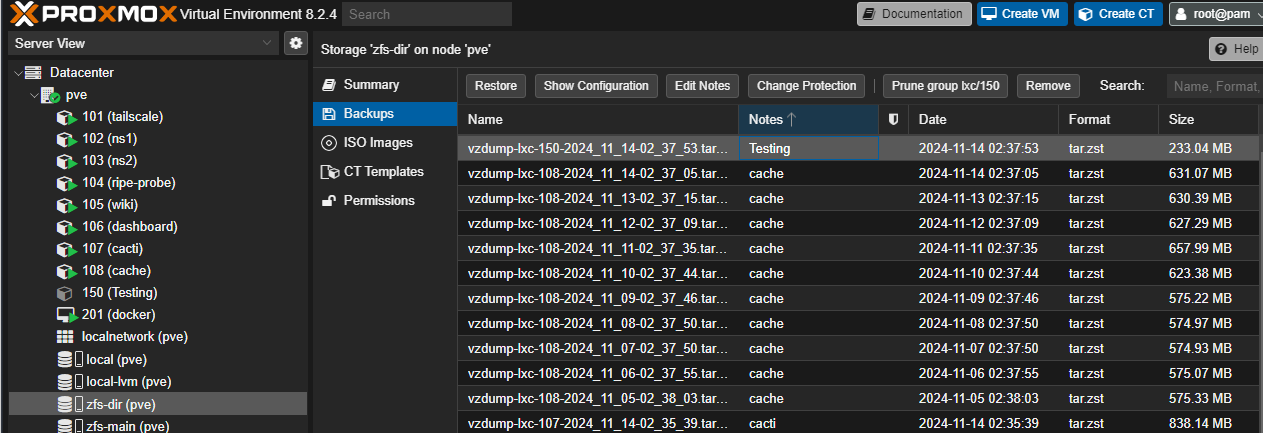 PROXMOX Virtual Environment 8.2.4 Search Documentation Create VM Create CT root@pam
Server View
Storage 'zfs-dir' on node 'pve' Help
Datacenter
pve
101 (tailscale)
102 (ns1)
103 (ns2)
104 (ripe-probe)
105 (wiki)
106 (dashboard)
107 (cacti)
108 (cache)
150 (Testing)
201 (docker)
localnetwork (pve)
local (pve)
local-lvm (pve)
zfs-dir (pve)
zfs-main (pve)
Summary
Backups
ISO Images
CT Templates
Permissions
Restore Show Configuration Edit Notes Change Protection Prune group lxc/150 Remove Search: Name, Format,
Name Notes Date Format Size
vzdump-lxc-150-2024_11_14-02_37_53.tar... Testing 2024-11-14 02:37:53 tar.zst 233.04 MB
vzdump-lxc-108-2024_11_14-02_37_05.tar... cache 2024-11-14 02:37:05 tar.zst 631.07 MB
vzdump-lxc-108-2024_11_13-02_37_15.tar... cache 2024-11-13 02:37:15 tar.zst 630.39 MB
vzdump-lxc-108-2024_11_12-02_37_09.tar... cache 2024-11-12 02:37:09 tar.zst 627.29 MB
vzdump-lxc-108-2024_11_11-02_37_35.tar... cache 2024-11-11 02:37:35 tar.zst 657.99 MB
vzdump-lxc-108-2024_11_10-02_37_44.tar... cache 2024-11-10 02:37:44 tar.zst 623.38 MB
vzdump-lxc-108-2024_11_09-02_37_46.tar... cache 2024-11-09 02:37:46 tar.zst 575.22 MB
vzdump-lxc-108-2024_11_08-02_37_50.tar... cache 2024-11-08 02:37:50 tar.zst 574.97 MB
vzdump-lxc-108-2024_11_07-02_37_50.tar... cache 2024-11-07 02:37:50 tar.zst 574.93 MB
vzdump-lxc-108-2024_11_06-02_37_55.tar... cache 2024-11-06 02:37:55 tar.zst 575.07 MB
vzdump-lxc-108-2024_11_05-02_38_03.tar... cache 2024-11-05 02:38:03 tar.zst 575.33 MB
vzdump-lxc-107-2024_11_14-02_35_39.tar... cacti 2024-11-14 02:35:39 tar.zst 838.14 MB